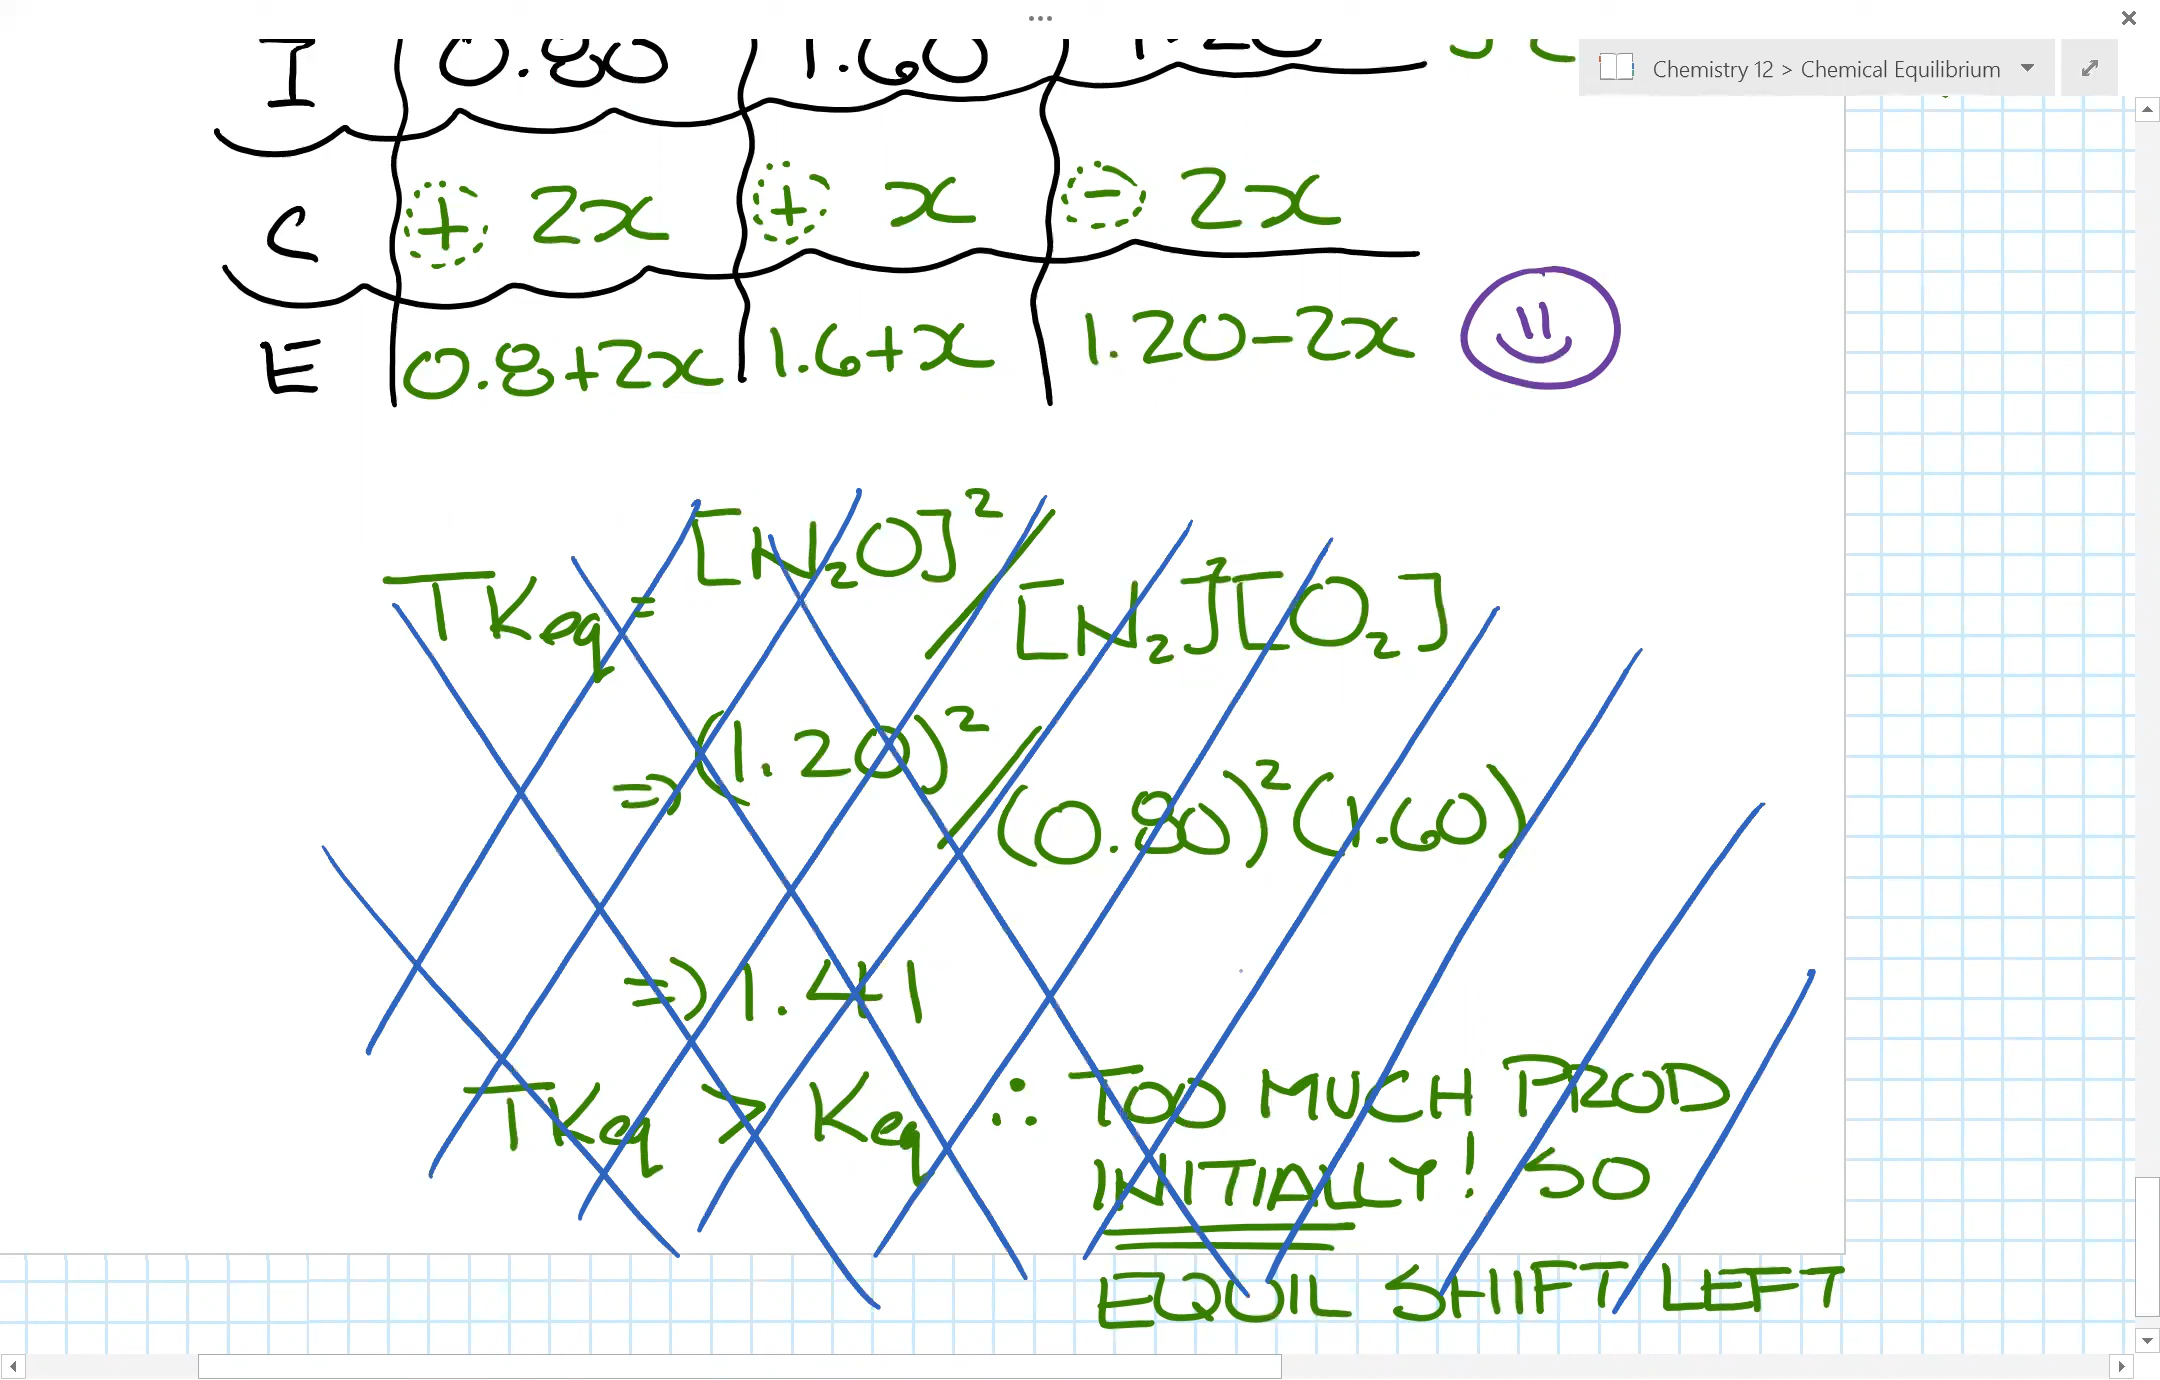 Chemistry 12 > Chemical Equilibrium
I 0.80 1.60 1.20
C + 2x + x - 2x
E 0.8+2x 1.6+x 1.20-2x
TKeq = [N₂O]² / [N₂]²[O₂]
=> (1.20)² / (0.80)²(1.60)
=> 1.41
TKeq > Keq ∴ TOO MUCH PROD
INITIALLY! SO
EQUIL SHIFT LEFT